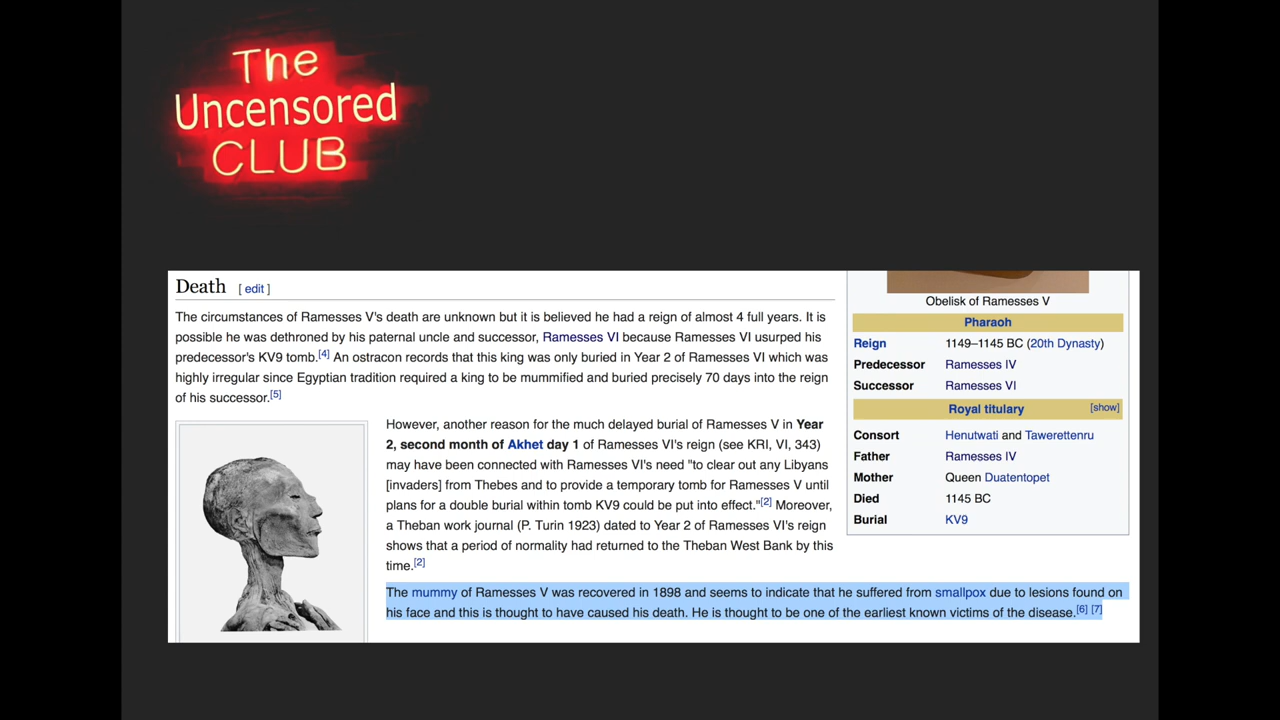 The
Uncensored
CLUB
Death [ edit ]
The circumstances of Ramesses V's death are unknown but it is believed he had a reign of almost 4 full years. It is
possible he was dethroned by his paternal uncle and successor, Ramesses VI because Ramesses VI usurped his
predecessor's KV9 tomb.[4] An ostracon records that this king was only buried in Year 2 of Ramesses VI which was
highly irregular since Egyptian tradition required a king to be mummified and buried precisely 70 days into the reign
of his successor.[5]
However, another reason for the much delayed burial of Ramesses V in Year
2, second month of Akhet day 1 of Ramesses VI's reign (see KRI, VI, 343)
may have been connected with Ramesses VI's need "to clear out any Libyans
[invaders] from Thebes and to provide a temporary tomb for Ramesses V until
plans for a double burial within tomb KV9 could be put into effect."[2] Moreover,
a Theban work journal (P. Turin 1923) dated to Year 2 of Ramesses VI's reign
shows that a period of normality had returned to the Theban West Bank by this
time.[2]
The mummy of Ramesses V was recovered in 1898 and seems to indicate that he suffered from smallpox due to lesions found on
his face and this is thought to have caused his death. He is thought to be one of the earliest known victims of the disease.[6] [7]
Obelisk of Ramesses V
Pharaoh
Reign 1149–1145 BC (20th Dynasty)
Predecessor Ramesses IV
Successor Ramesses VI
Royal titulary [show]
Consort Henutwati and Tawerettenru
Father Ramesses IV
Mother Queen Duatentopet
Died 1145 BC
Burial KV9